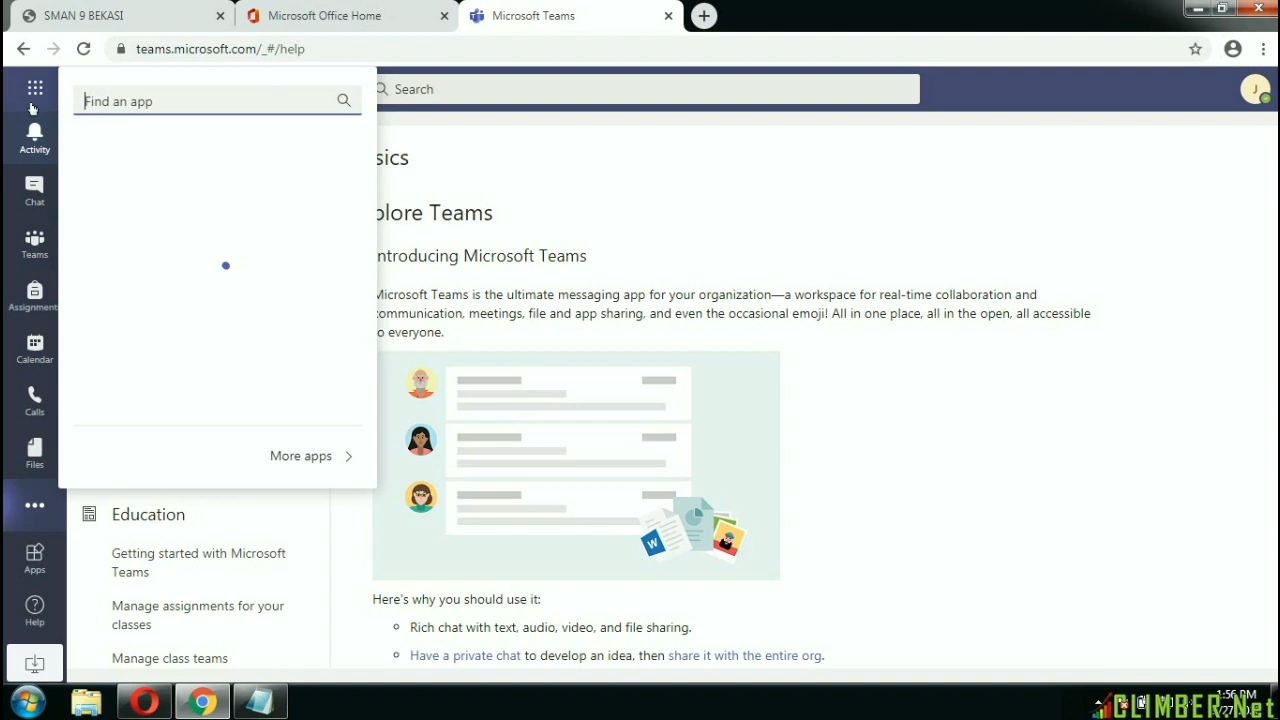 SMAN 9 BEKASI
Microsoft Office Home
Microsoft Teams
teams.microsoft.com/_#/help
Find an app
Search
Activity
Chat
Teams
Assignment
Calendar
Calls
Files
Apps
Help
More apps
Education
Getting started with Microsoft
Teams
Manage assignments for your
classes
Manage class teams
sics
plore Teams
ntroducing Microsoft Teams
Microsoft Teams is the ultimate messaging app for your organization—a workspace for real-time collaboration and
ommunication, meetings, file and app sharing, and even the occasional emoji! All in one place, all in the open, all accessible
o everyone.
W
Here's why you should use it:
Rich chat with text, audio, video, and file sharing.
Have a private chat to develop an idea, then share it with the entire org.
J
1:56 PM
CLIMBER.Net